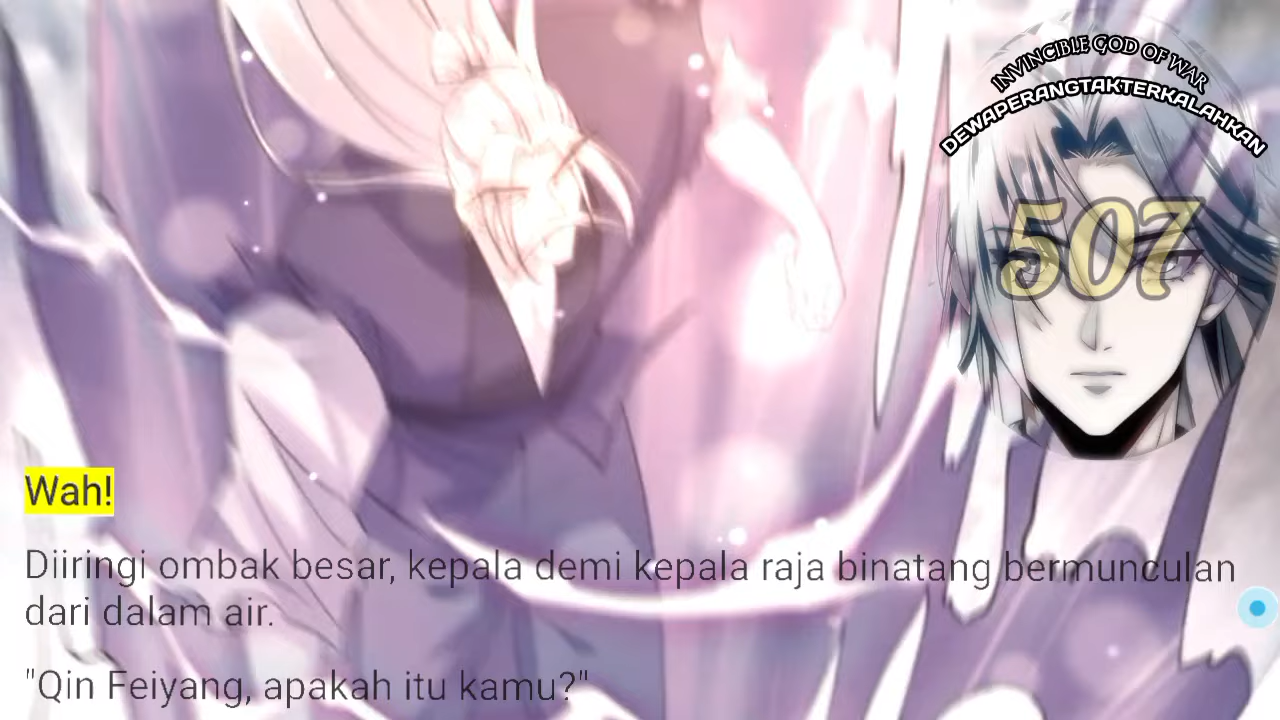 INVINCIBLE GOD OF WAR
DEWAPERANGTAKTERKALAHKAN
507
Wah!
Diiringi ombak besar, kepala demi kepala raja binatang bermunculan
dari dalam air.
"Qin Feiyang, apakah itu kamu?"